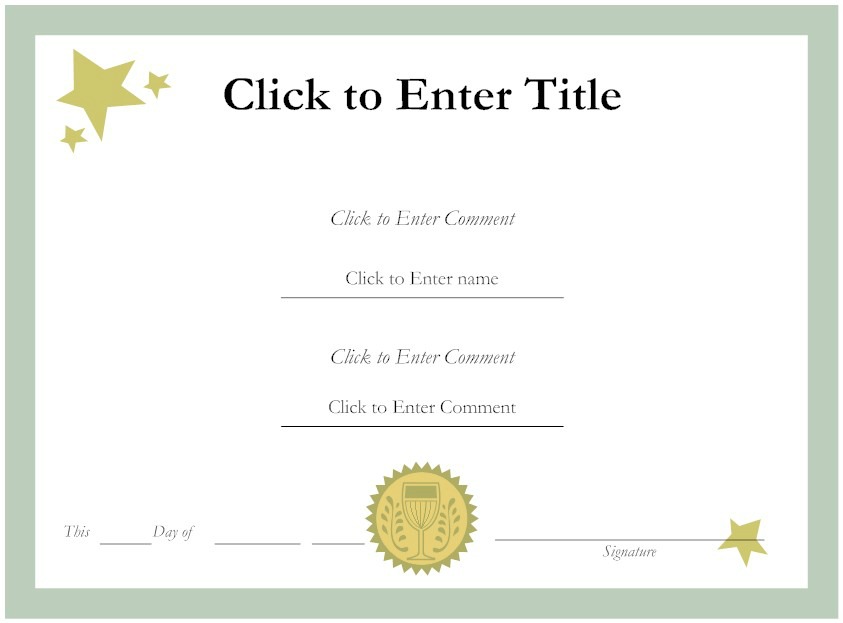 Click to Enter Title
Click to Enter Comment
Click to Enter name
Click to Enter Comment
Click to Enter Comment
This Day of
Signature